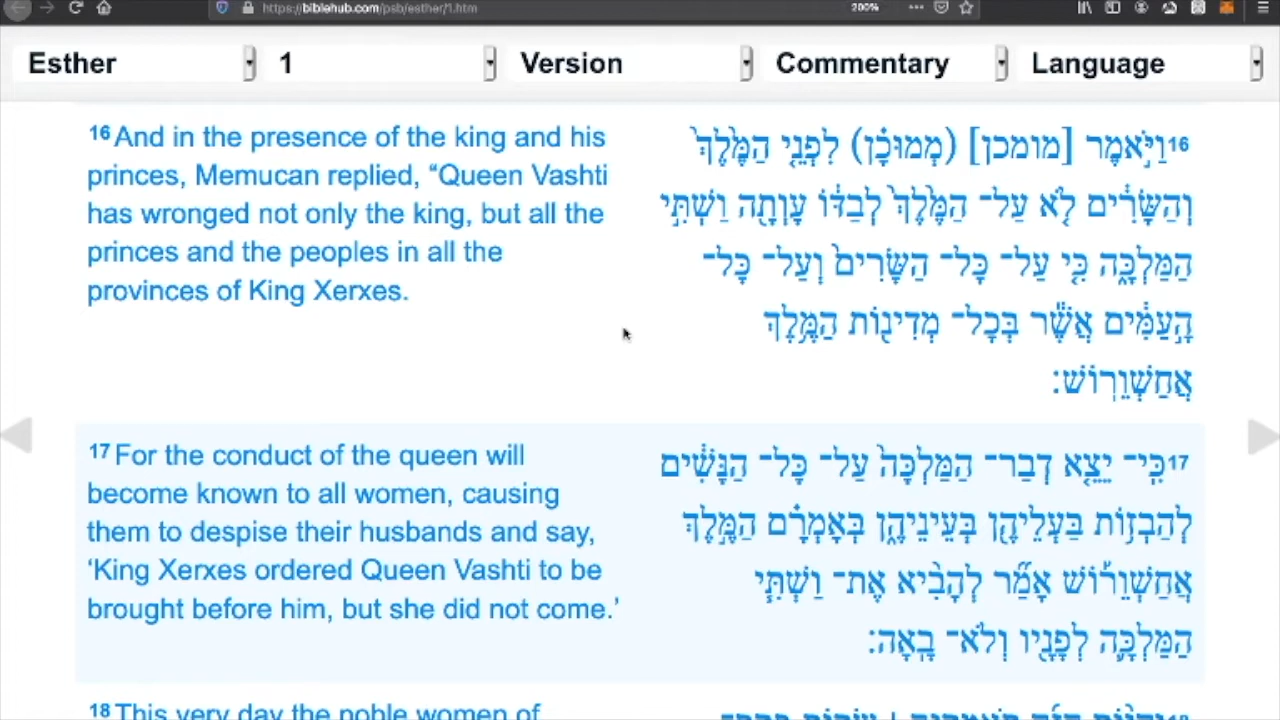 https://biblehub.com/psb/esther/1.htm 200%
Esther 1 Version Commentary Language
16 And in the presence of the king and his
princes, Memucan replied, “Queen Vashti
has wronged not only the king, but all the
princes and the peoples in all the
provinces of King Xerxes.
16 וַיֹּ֣אמֶר [מומכן] (מְמוּכָ֗ן) לִפְנֵ֤י הַמֶּ֙לֶךְ֙
וְהַשָּׂרִ֔ים לֹ֤א עַל־ הַמֶּ֙לֶךְ֙ לְבַדּ֔וֹ עָוְתָ֖ה וַשְׁתִּ֣י
הַמַּלְכָּ֑ה כִּ֤י עַל־ כָּל־ הַשָּׂרִים֙ וְעַל־ כָּל־
הָ֣עַמִּ֔ים אֲשֶׁ֕ר בְּכָל־ מְדִינ֖וֹת הַמֶּ֥לֶךְ
אֲחַשְׁוֵרֽוֹשׁ׃
17 For the conduct of the queen will
become known to all women, causing
them to despise their husbands and say,
‘King Xerxes ordered Queen Vashti to be
brought before him, but she did not come.’
17 כִּֽי־ יֵצֵ֤א דְבַר־ הַמַּלְכָּה֙ עַל־ כָּל־ הַנָּשִׁ֔ים
לְהַבְז֥וֹת בַּעְלֵיהֶ֖ן בְּעֵינֵיהֶ֑ן בְּאָמְרָ֗ם הַמֶּ֣לֶךְ
אֲחַשְׁוֵר֡וֹשׁ אָמַ֞ר לְהָבִ֨יא אֶת־ וַשְׁתִּ֧י
הַמַּלְכָּ֛ה לְפָנָ֖יו וְלֹא־ בָֽאָה׃
18 This very day the noble women of